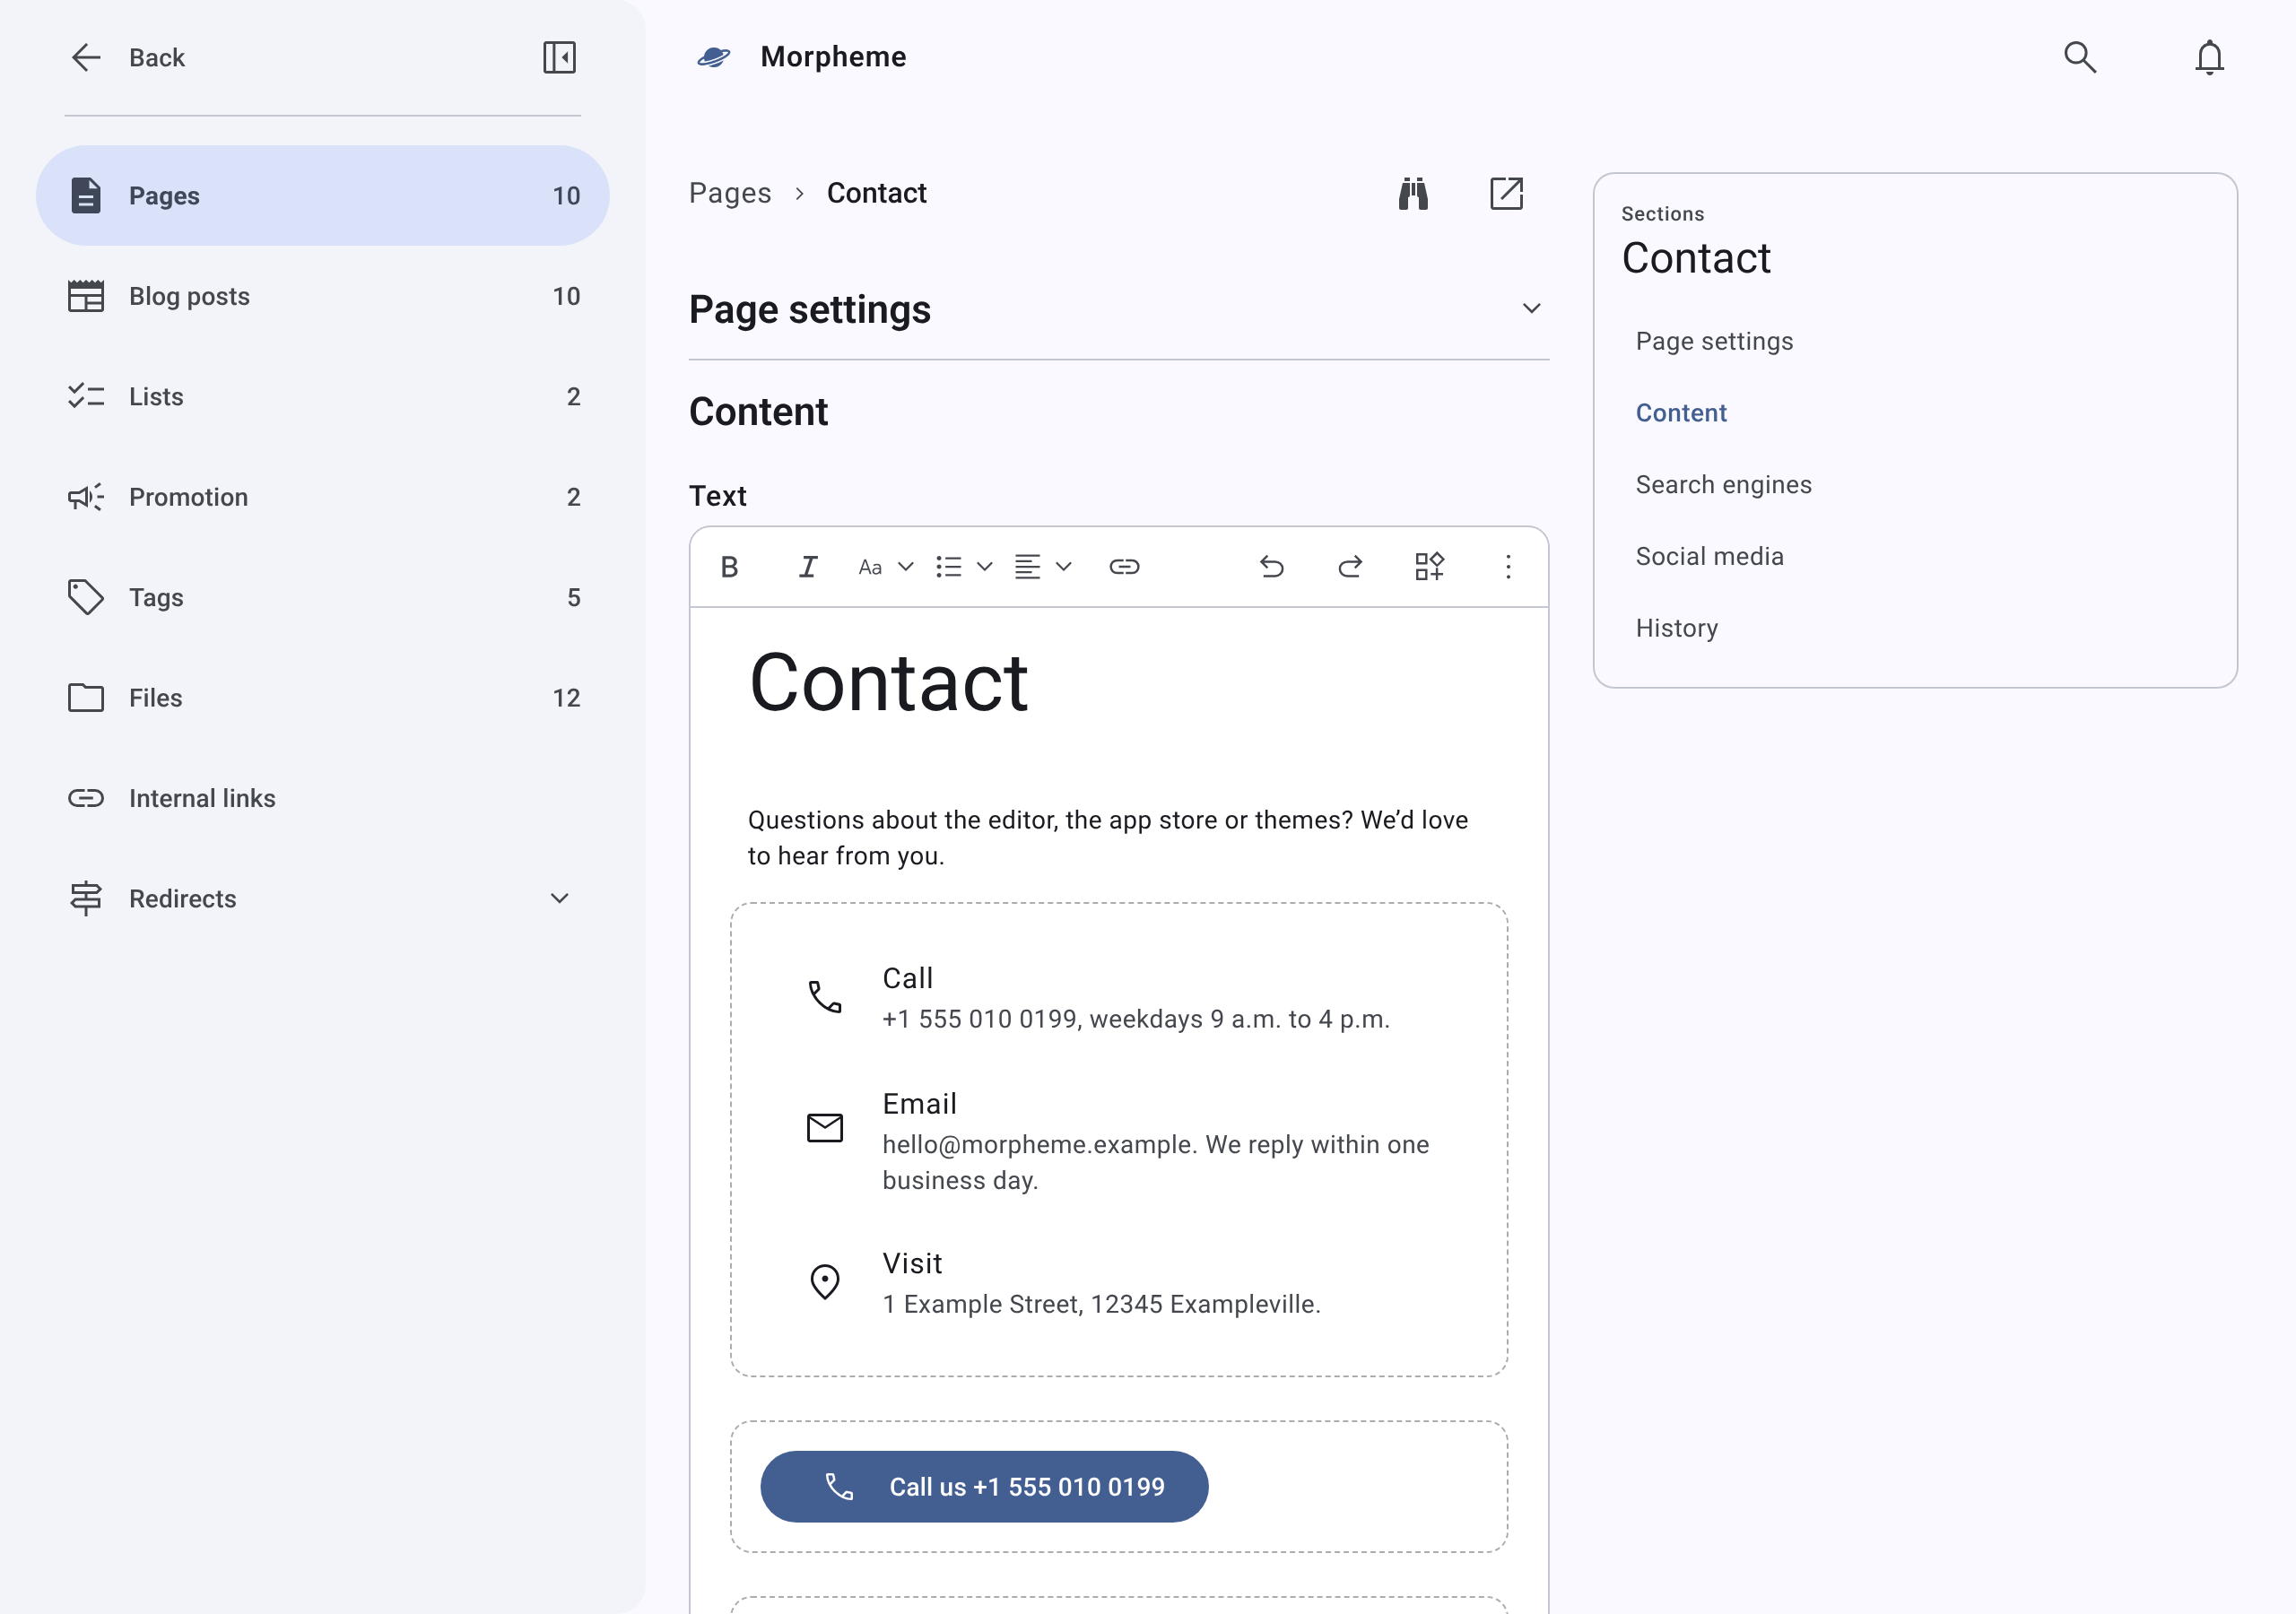 Back
Pages 10
Blog posts 10
Lists 2
Promotion 2
Tags 5
Files 12
Internal links
Redirects
Morpheme
Pages › Contact
Page settings
Content
Text
B I Aa
Contact
Questions about the editor, the app store or themes? We’d love
to hear from you.
Call
+1 555 010 0199, weekdays 9 a.m. to 4 p.m.
Email
hello@morpheme.example. We reply within one
business day.
Visit
1 Example Street, 12345 Exampleville.
Call us +1 555 010 0199
Sections
Contact
Page settings
Content
Search engines
Social media
History